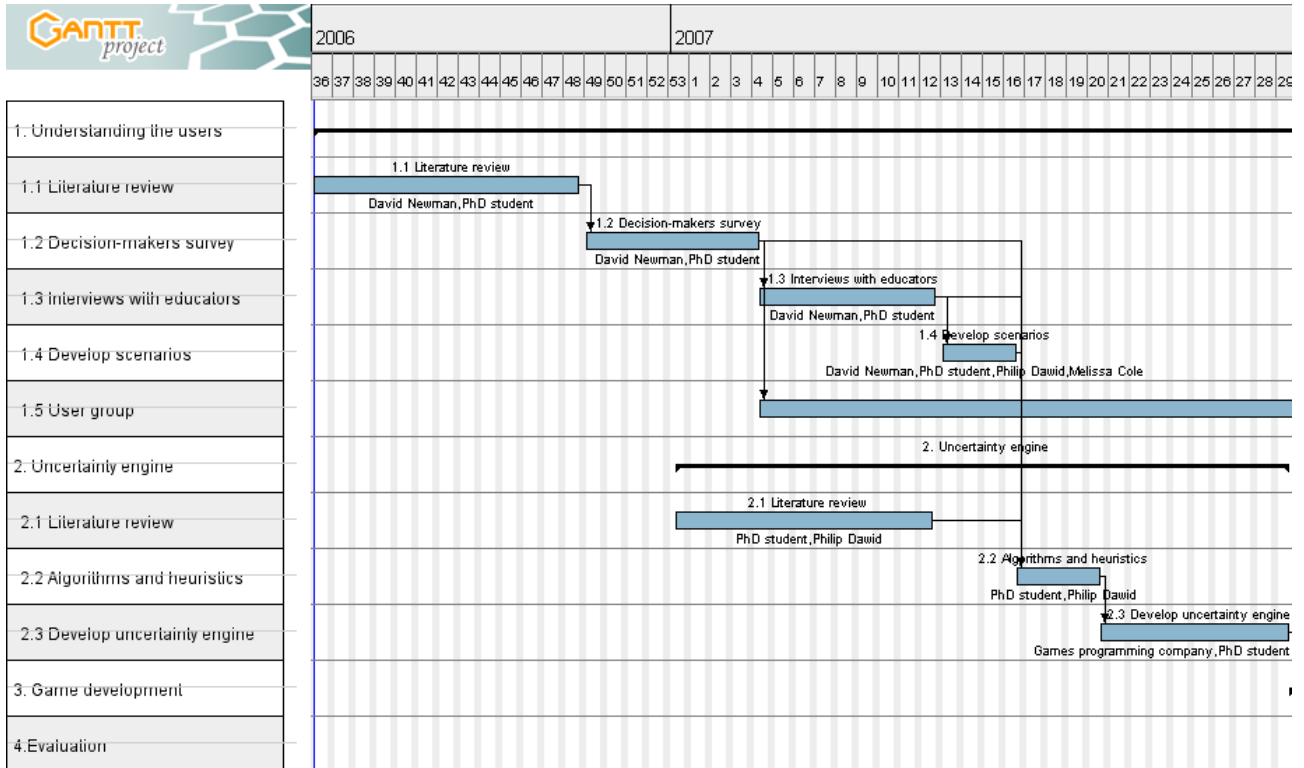 GANTT
project
2006 2007
36 37 38 39 40 41 42 43 44 45 46 47 48 49 50 51 52 53 1 2 3 4 5 6 7 8 9 10 11 12 13 14 15 16 17 18 19 20 21 22 23 24 25 26 27 28 29
1. Understanding the users
1.1 Literature review
1.1 Literature review
David Newman,PhD student
1.2 Decision-makers survey
1.2 Decision-makers survey
David Newman,PhD student
1.3 Interviews with educators
1.3 Interviews with educators
David Newman,PhD student
1.4 Develop scenarios
1.4 Develop scenarios
David Newman,PhD student,Philip Dawid,Melissa Cole
1.5 User group
2. Uncertainty engine
2. Uncertainty engine
2.1 Literature review
2.1 Literature review
PhD student,Philip Dawid
2.2 Algorithms and heuristics
2.2 Algorithms and heuristics
PhD student,Philip Dawid
2.3 Develop uncertainty engine
2.3 Develop uncertainty engine
Games programming company,PhD student
3. Game development
4.Evaluation